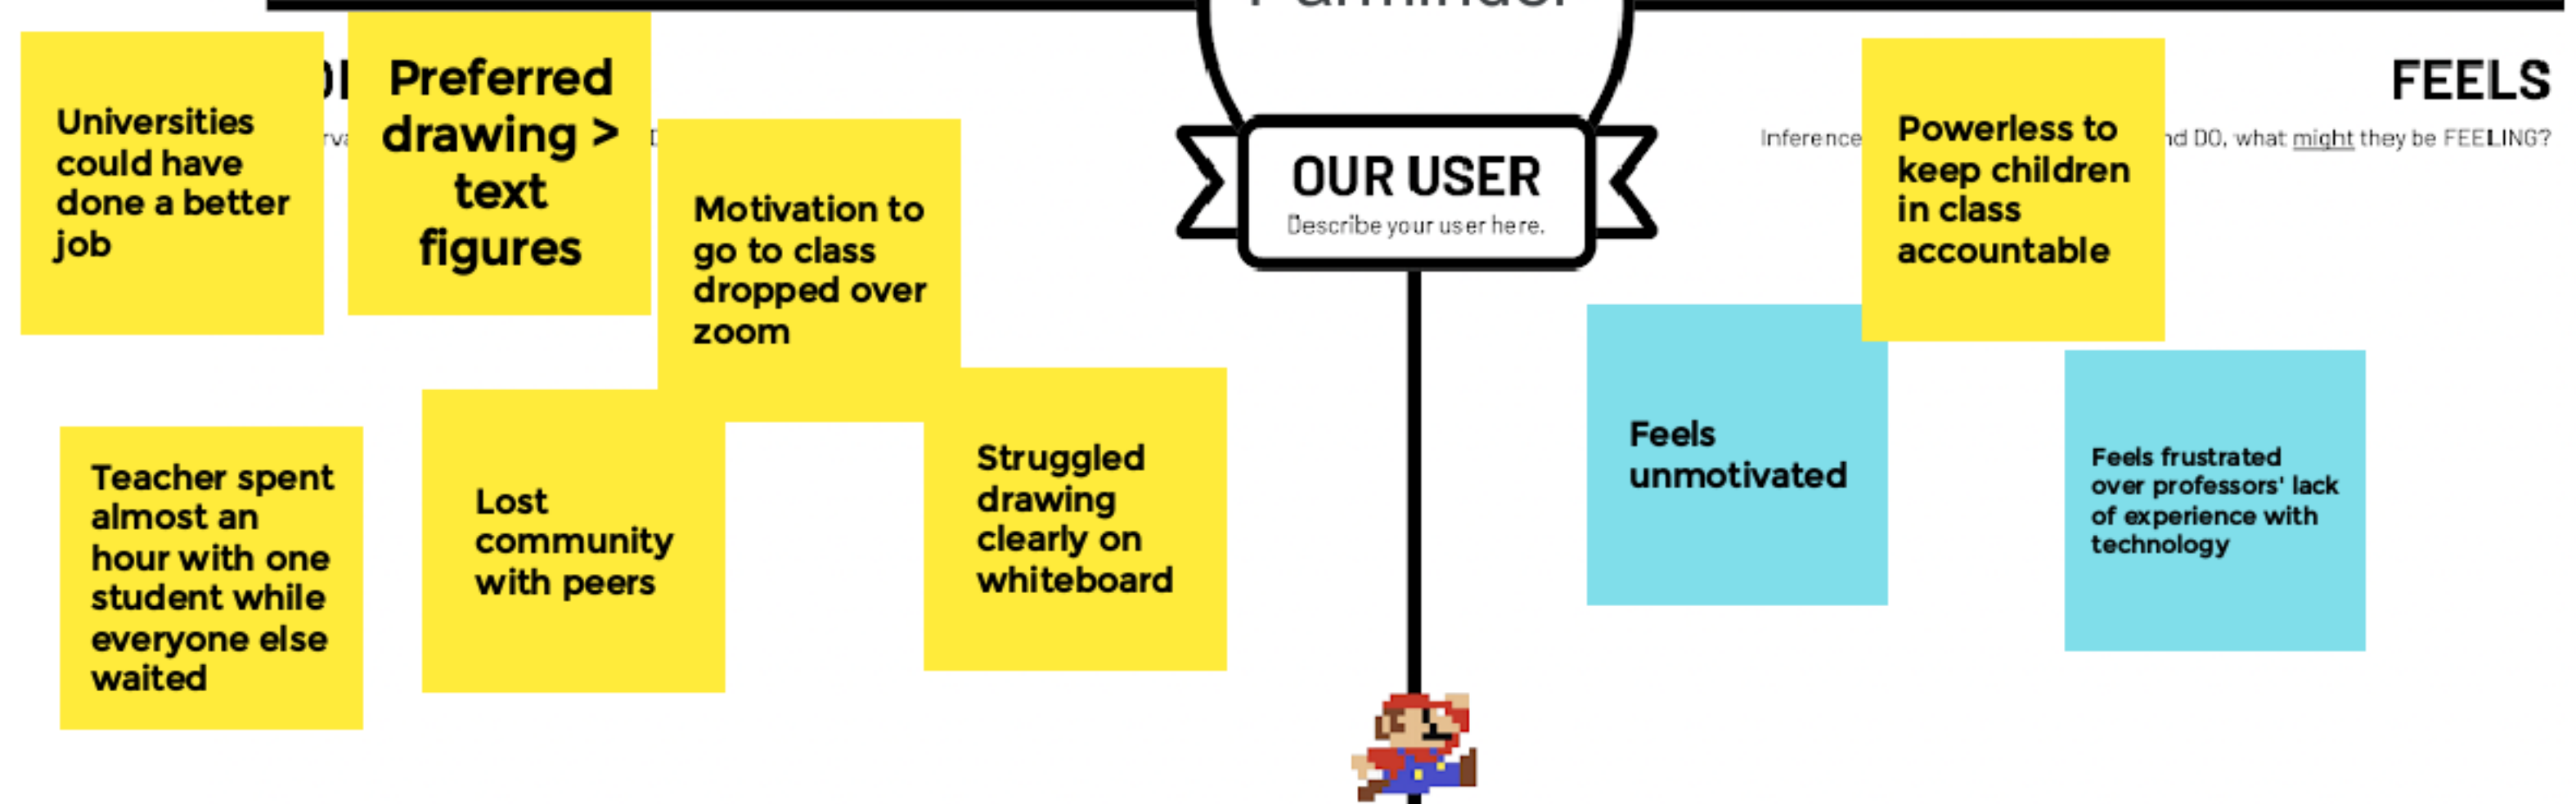 Universities
could have
done a better
job
Preferred
drawing >
text
figures
Motivation to
go to class
dropped over
zoom
Teacher spent
almost an
hour with one
student while
everyone else
waited
Lost
community
with peers
Struggled
drawing
clearly on
whiteboard
OUR USER
Describe your user here.
FEELS
Inference
nd DO, what might they be FEELING?
Powerless to
keep children
in class
accountable
Feels
unmotivated
Feels frustrated
over professors' lack
of experience with
technology